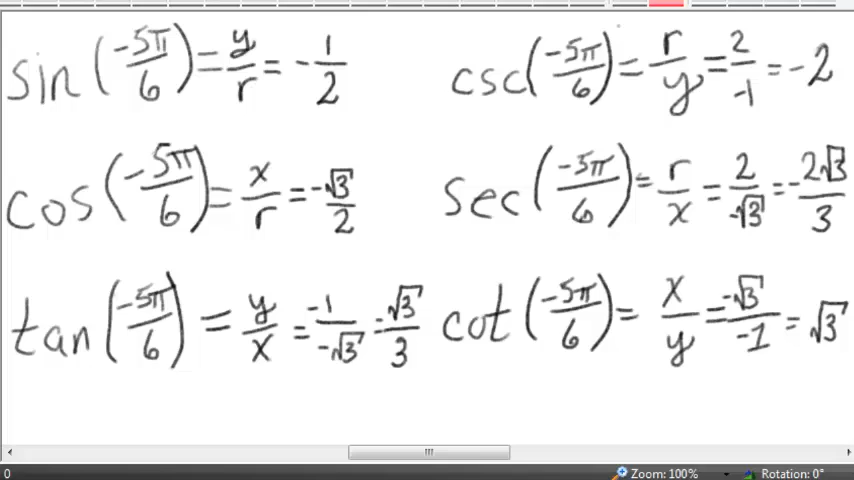 sin(-5π/6) = y/r = -1/2
csc(-5π/6) = r/y = 2/-1 = -2
cos(-5π/6) = x/r = -√3/2
sec(-5π/6) = r/x = 2/-√3 = -2√3/3
tan(-5π/6) = y/x = -1/-√3 = √3/3
cot(-5π/6) = x/y = -√3/-1 = √3
0 Zoom: 100% Rotation: 0°